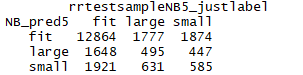 rrtestsampleNB5_justlabel
NB_pred5 fit large small
fit 12864 1777 1874
large 1648 495 447
small 1921 631 585